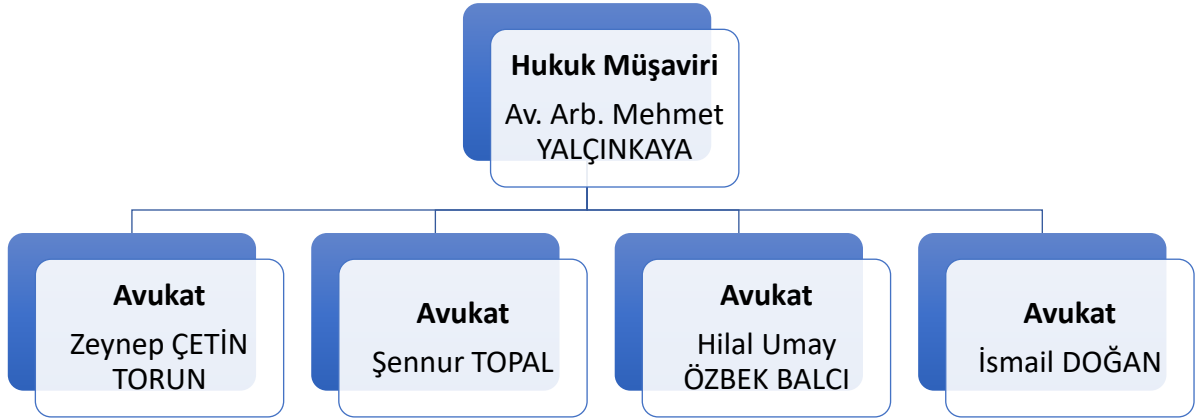 Hukuk Müşaviri
Av. Arb. Mehmet
YALÇINKAYA
Avukat
Zeynep ÇETİN
TORUN
Avukat
Şennur TOPAL
Avukat
Hilal Umay
ÖZBEK BALCI
Avukat
İsmail DOĞAN